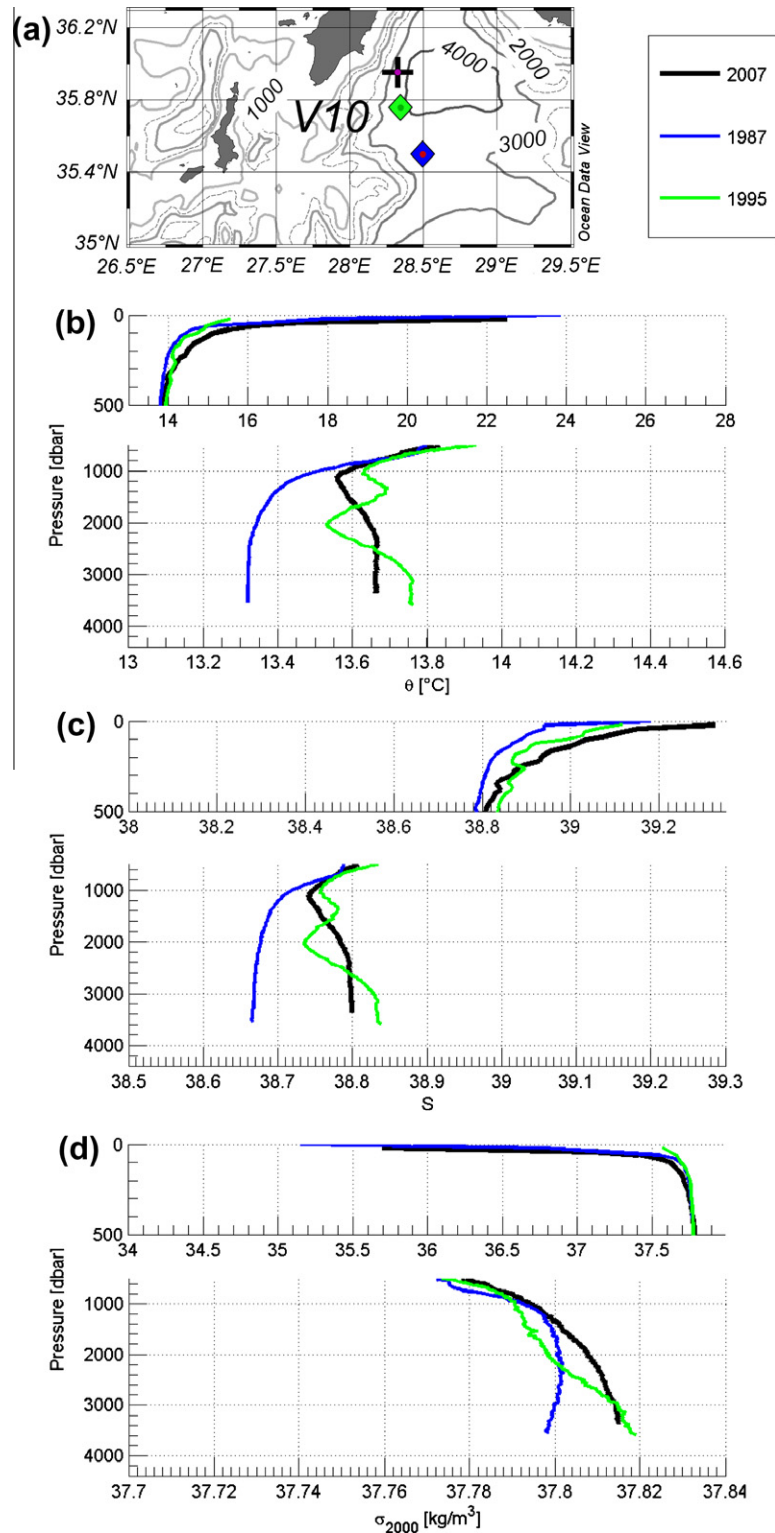 (a)
36.2°N
35.8°N
35.4°N
35°N
1000
V10
4000
2000
3000
Ocean Data View
26.5°E 27°E 27.5°E 28°E 28.5°E 29°E 29.5°E
2007
1987
1995
(b)
0
500
14 16 18 20 22 24 26 28
Pressure [dbar]
1000
2000
3000
4000
13 13.2 13.4 13.6 13.8 14 14.2 14.4 14.6
θ [°C]
(c)
0
500
38 38.2 38.4 38.6 38.8 39 39.2
Pressure [dbar]
1000
2000
3000
4000
38.5 38.6 38.7 38.8 38.9 39 39.1 39.2 39.3
S
(d)
0
500
34 34.5 35 35.5 36 36.5 37 37.5
Pressure [dbar]
1000
2000
3000
4000
37.7 37.72 37.74 37.76 37.78 37.8 37.82 37.84
σ2000 [kg/m³]